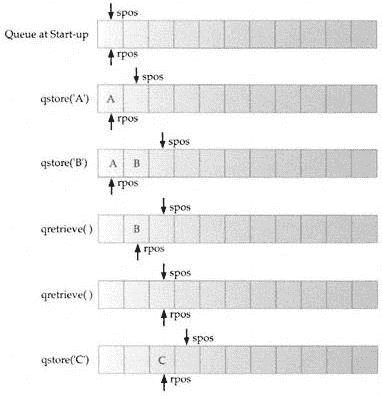 spos
Queue at Start-up
rpos
spos
qstore('A') A
rpos
spos
qstore('B') A B
rpos
spos
qretrieve( ) B
rpos
spos
qretrieve( )
rpos
spos
qstore('C') C
rpos